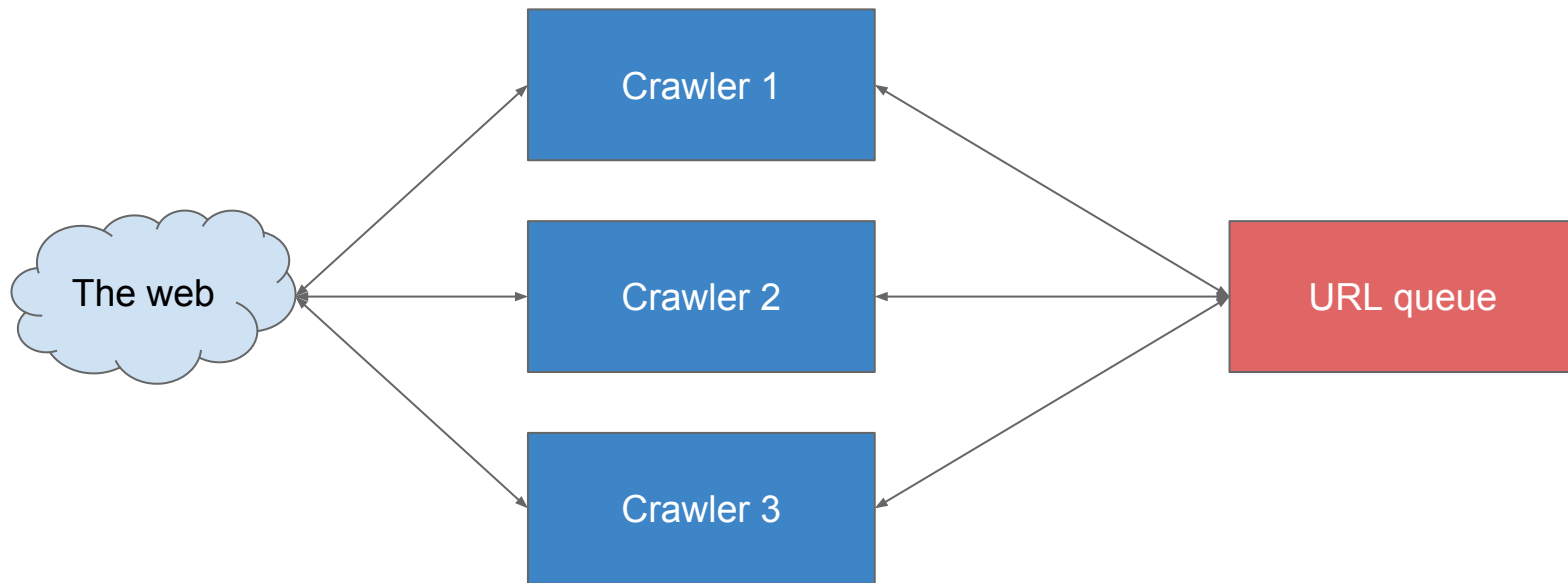 Crawler 1
The web
Crawler 2
URL queue
Crawler 3